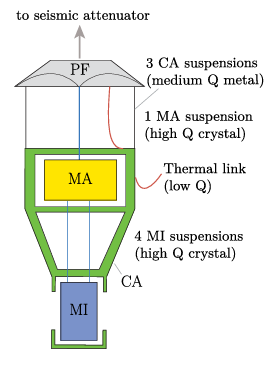 to seismic attenuator
PF
3 CA suspensions
(medium Q metal)
1 MA suspension
(high Q crystal)
Thermal link
(low Q)
MA
4 MI suspensions
(high Q crystal)
CA
MI